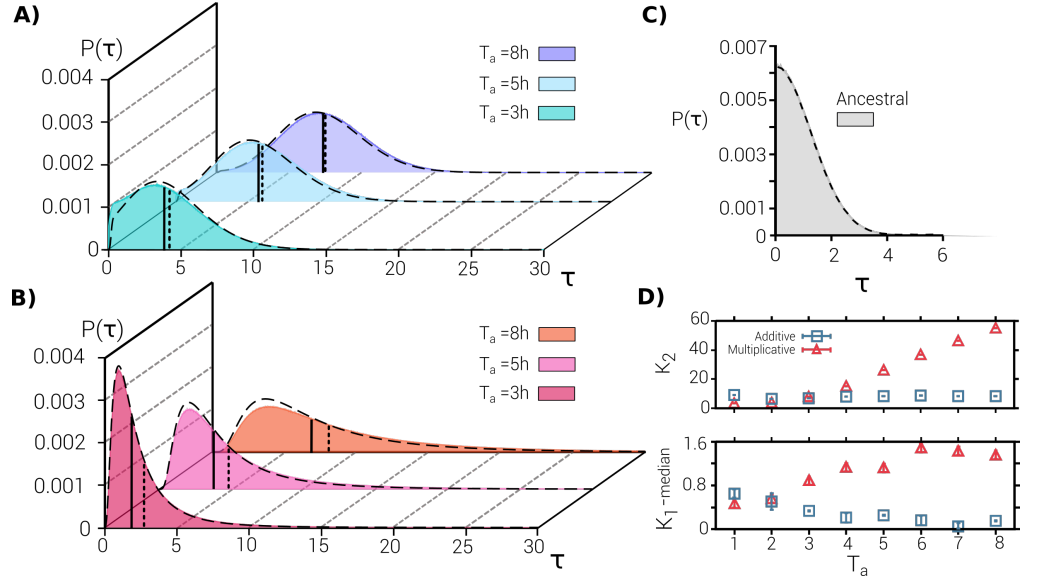 A)
P(τ)
0.004
0.003
0.002
0.001
0
0 5 10 15 20 25 30
τ
T_a =8h
T_a =5h
T_a =3h
B)
P(τ)
0.004
0.003
0.002
0.001
0
0 5 10 15 20 25 30
τ
T_a =8h
T_a =5h
T_a =3h
C)
0.007
0.005
P(τ)
0.003
0.001
0
0 2 4 6
τ
Ancestral
D)
60
40
20
0
K_2
Additive
Multiplicative
1.6
0.8
0
K_1-median
1 2 3 4 5 6 7 8
T_a